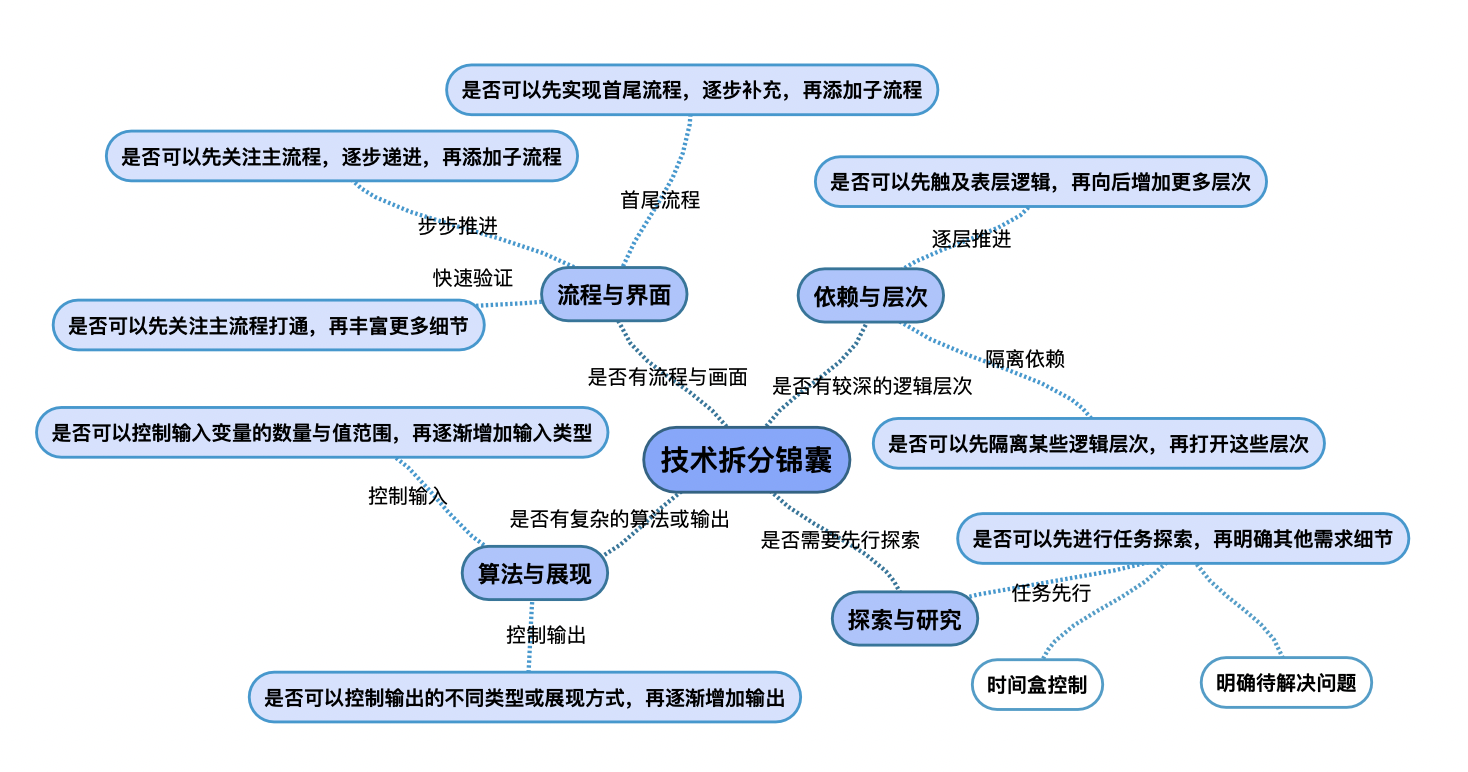 是否可以先实现首尾流程，逐步补充，再添加子流程
是否可以先关注主流程，逐步递进，再添加子流程
是否可以先触及表层逻辑，再向后增加更多层次
首尾流程
步步推进
逐层推进
快速验证
流程与界面
依赖与层次
是否可以先关注主流程打通，再丰富更多细节
隔离依赖
是否有流程与画面
是否有较深的逻辑层次
是否可以控制输入变量的数量与值范围，再逐渐增加输入类型
是否可以先隔离某些逻辑层次，再打开这些层次
技术拆分锦囊
控制输入
是否有复杂的算法或输出
是否需要先行探索
是否可以先进行任务探索，再明确其他需求细节
算法与展现
任务先行
探索与研究
控制输出
时间盒控制
明确待解决问题
是否可以控制输出的不同类型或展现方式，再逐渐增加输出